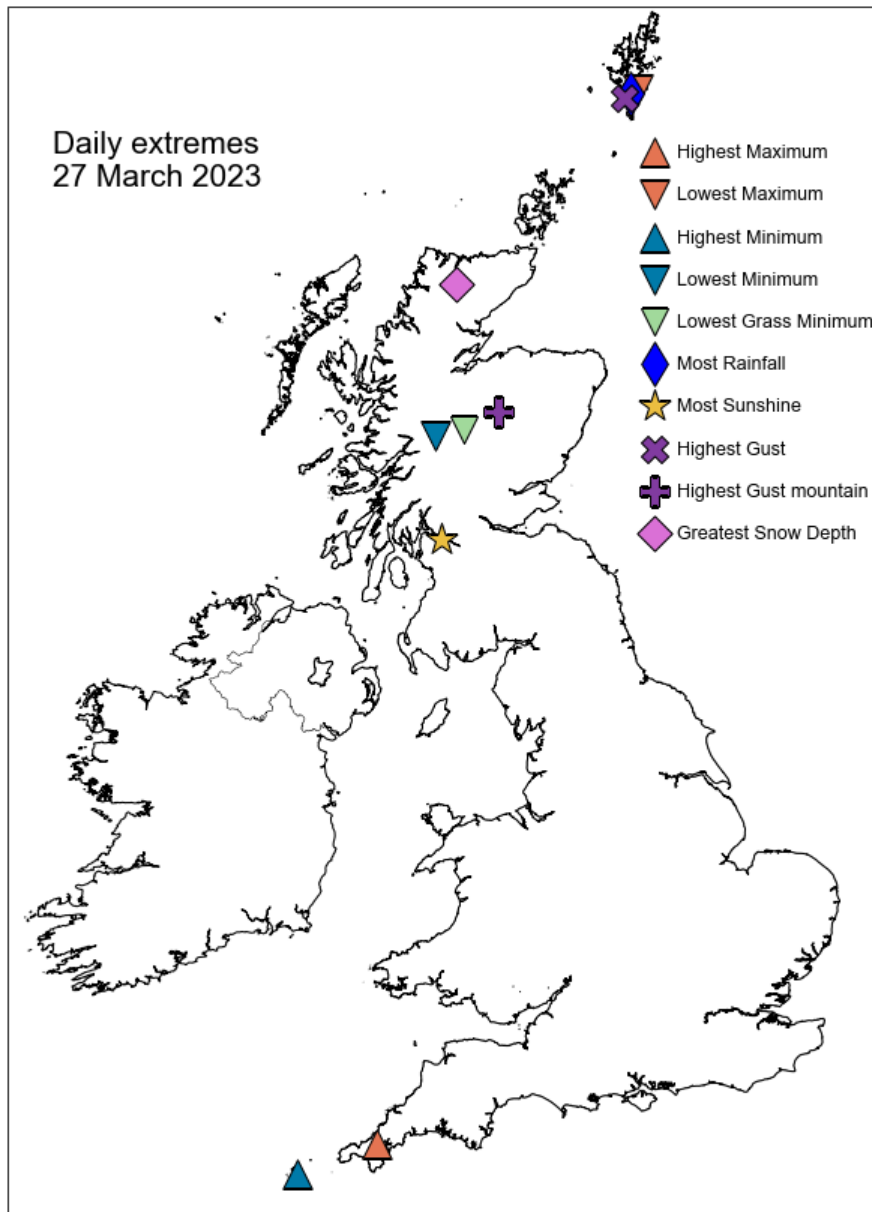 Daily extremes
27 March 2023
Highest Maximum
Lowest Maximum
Highest Minimum
Lowest Minimum
Lowest Grass Minimum
Most Rainfall
Most Sunshine
Highest Gust
Highest Gust mountain
Greatest Snow Depth